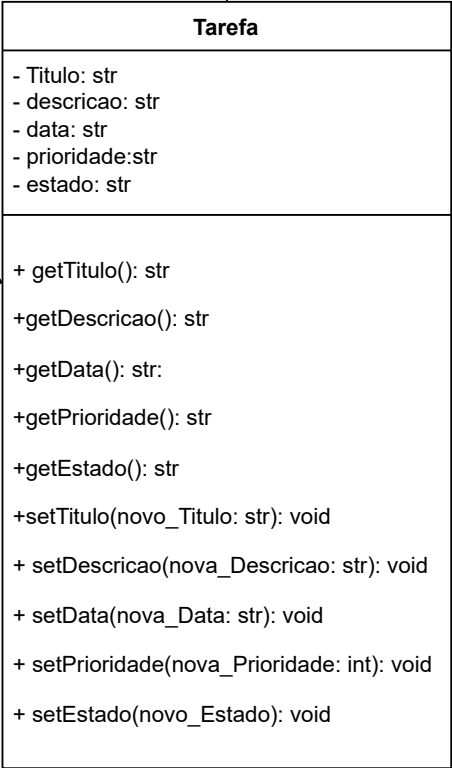 Tarefa
- Titulo: str
- descricao: str
- data: str
- prioridade:str
- estado: str
+ getTitulo(): str
+getDescricao(): str
+getData(): str:
+getPrioridade(): str
+getEstado(): str
+setTitulo(novo_Titulo: str): void
+ setDescricao(nova_Descricao: str): void
+ setData(nova_Data: str): void
+ setPrioridade(nova_Prioridade: int): void
+ setEstado(novo_Estado): void